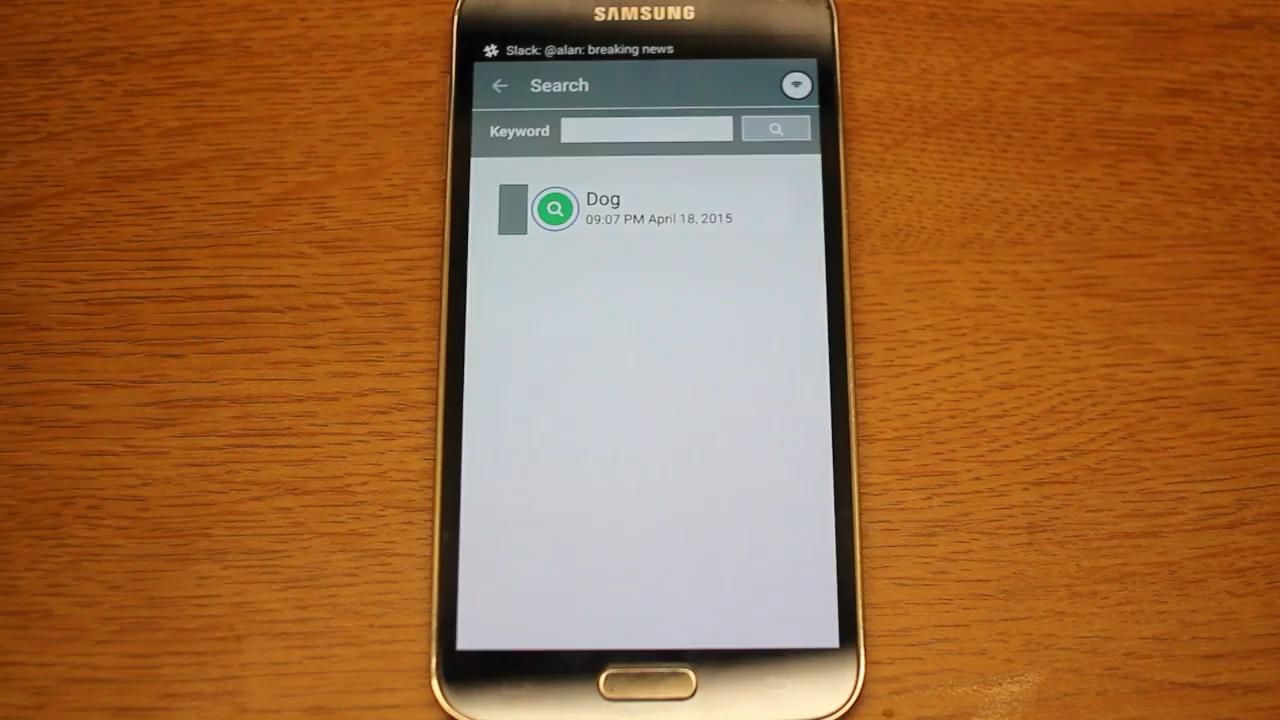 SAMSUNG
Slack: @alan: breaking news
Search
Keyword
Dog
09:07 PM April 18, 2015